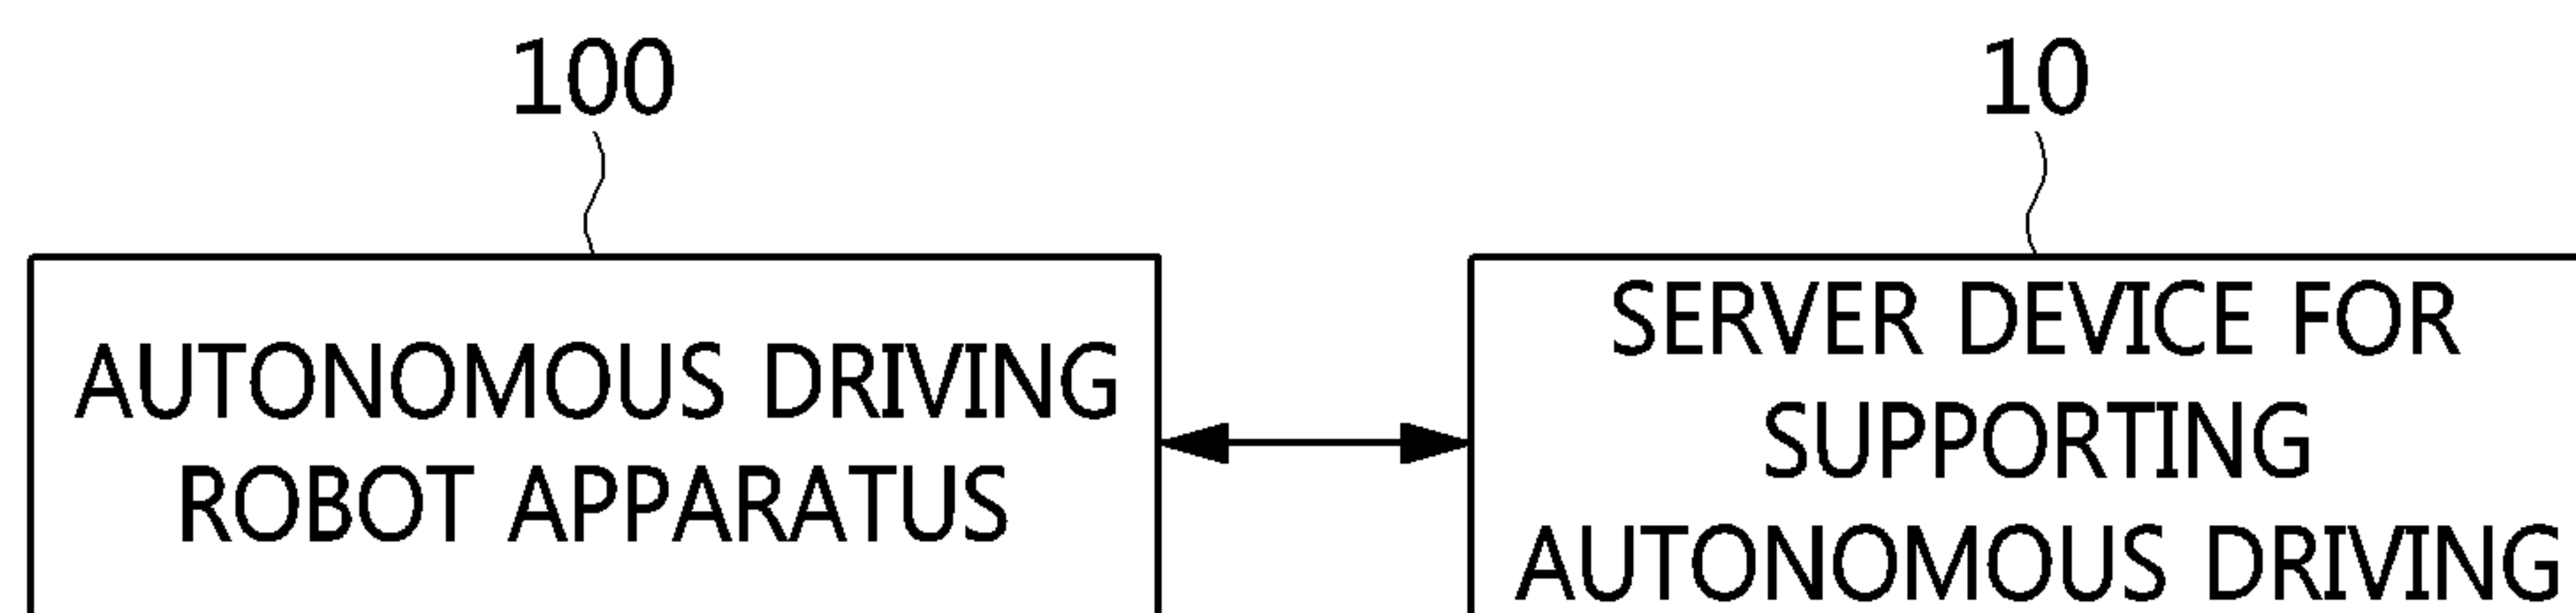 100
10
AUTONOMOUS DRIVING
ROBOT APPARATUS
SERVER DEVICE FOR
SUPPORTING
AUTONOMOUS DRIVING